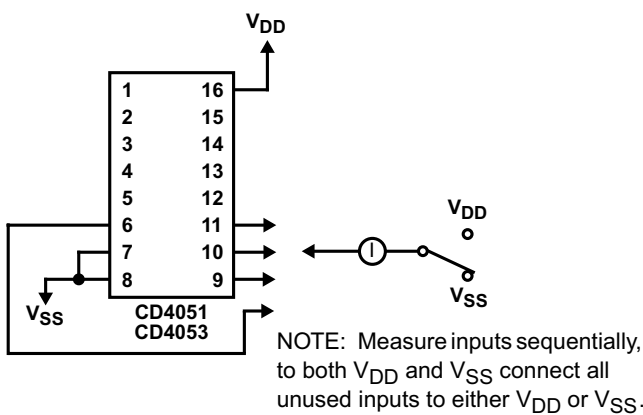 VDD
1 16
2 15
3 14
4 13
5 12
6 11
7 10
8 9
VSS
CD4051
CD4053
I
VDD
VSS
NOTE: Measure inputs sequentially,
to both VDD and VSS connect all
unused inputs to either VDD or VSS.